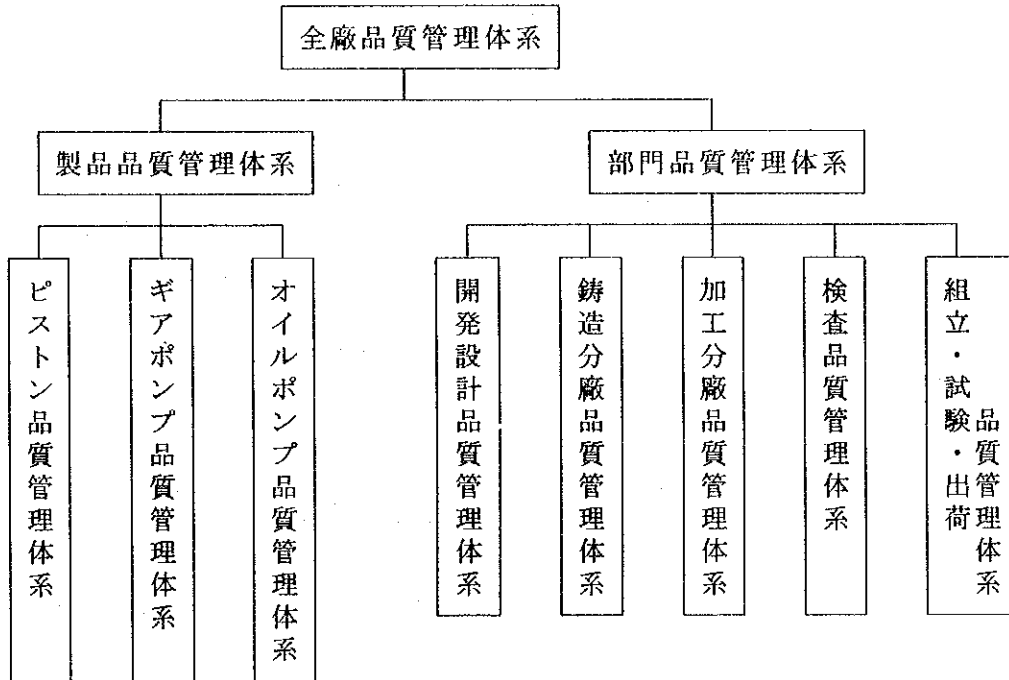 全廠品質管理体系
製品品質管理体系
部門品質管理体系
ピストン品質管理体系
ギアポンプ品質管理体系
オイルポンプ品質管理体系
開発設計品質管理体系
鋳造分廠品質管理体系
加工分廠品質管理体系
検査品質管理体系
組立・試験・出荷
品質管理体系